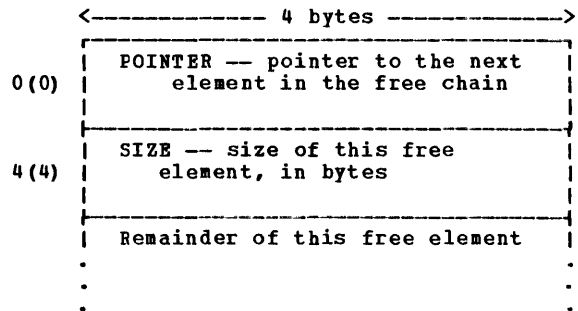 <------------ 4 bytes ------------>
POINTER -- pointer to the next
0(0) element in the free chain
SIZE -- size of this free
4(4) element, in bytes
Remainder of this free element